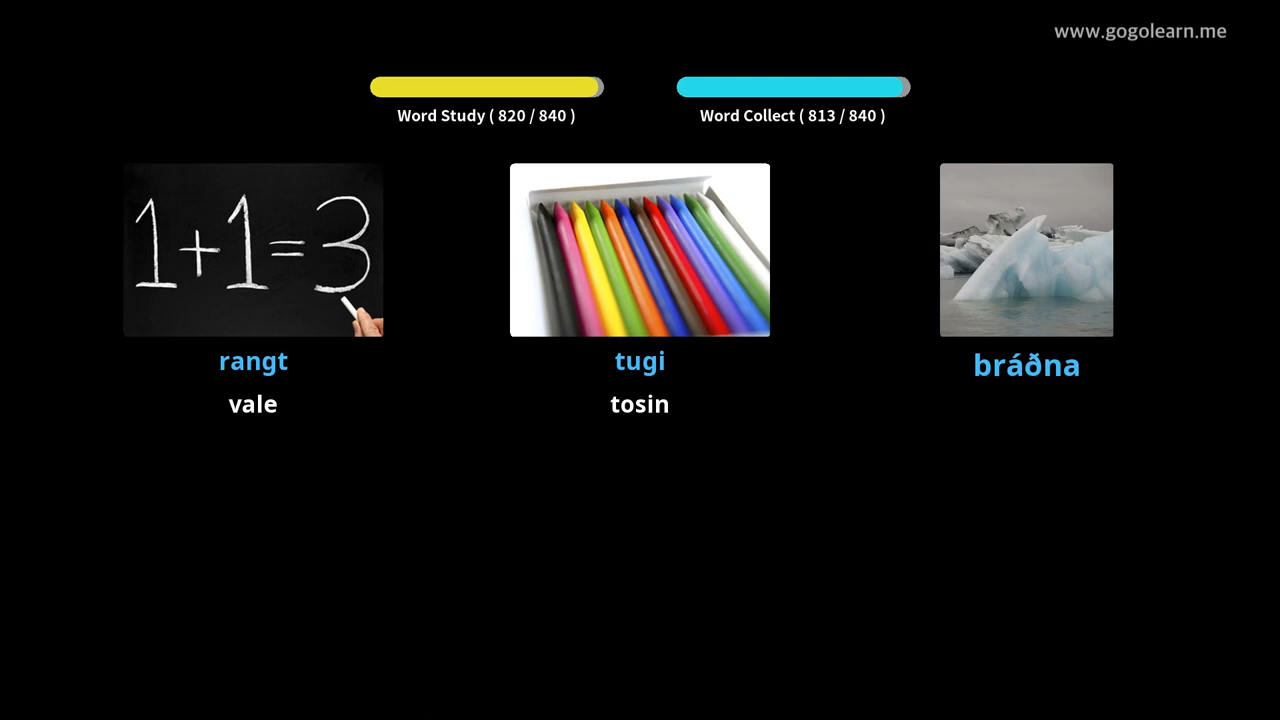 www.gogolearn.me
Word Study ( 820 / 840 )
Word Collect ( 813 / 840 )
1+1=3
rangt
tugi
bráðna
vale
tosin